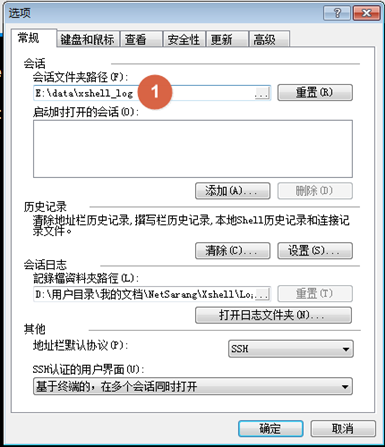 选项
常规 键盘和鼠标 查看 安全性 更新 高级
会话
会话文件夹路径(F):
E:\data\xshell_log 1 ... 重置(R)
启动时打开的会话(O):
添加(A)... 删除(D)
历史记录
清除地址栏历史记录,撰写栏历史记录,本地Shell历史记录和连接记
录文件。
清除(C)... 设置(S)...
会话日志
記錄檔資料夾路徑(L):
D:\用户目录\我的文档\NetSarang\Xshell\Lo; ... 重置(T)
打开日志文件夹(N)...
其他
地址栏默认协议(P): SSH
SSH认证的用户界面(U):
基于终端的, 在多个会话同时打开
确定 取消